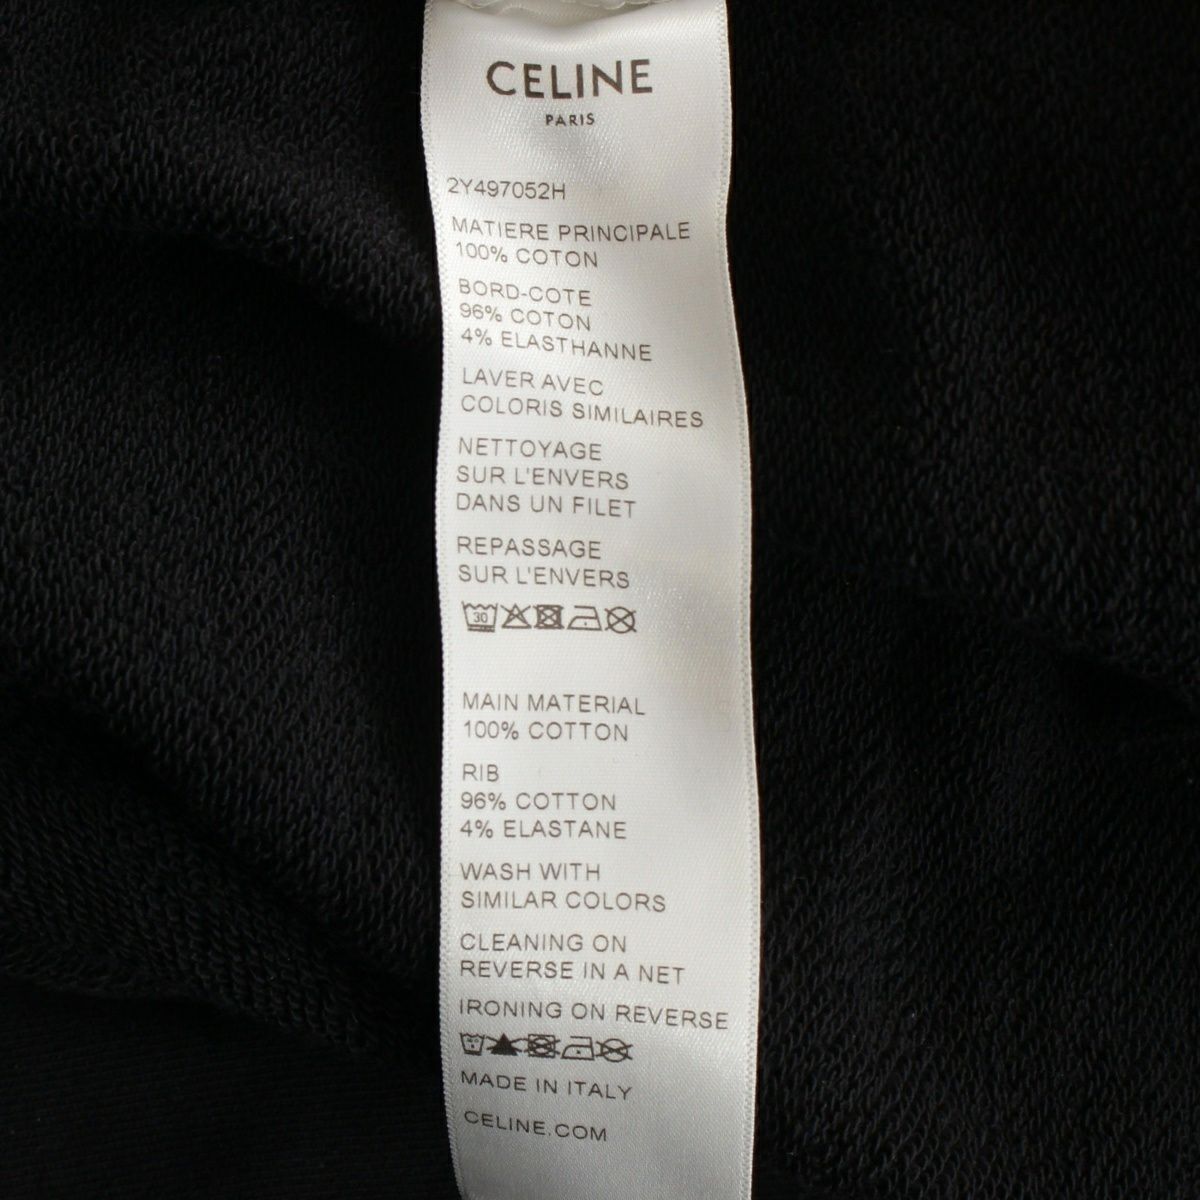 CELINE
PARIS
2Y497052H
MATIERE PRINCIPALE
100% COTON
BORD-COTE
96% COTON
4% ELASTHANNE
LAVER AVEC
COLORIS SIMILAIRES
NETTOYAGE
SUR L'ENVERS
DANS UN FILET
REPASSAGE
SUR L'ENVERS
30
MAIN MATERIAL
100% COTTON
RIB
96% COTTON
4% ELASTANE
WASH WITH
SIMILAR COLORS
CLEANING ON
REVERSE IN A NET
IRONING ON REVERSE
MADE IN ITALY
CELINE.COM